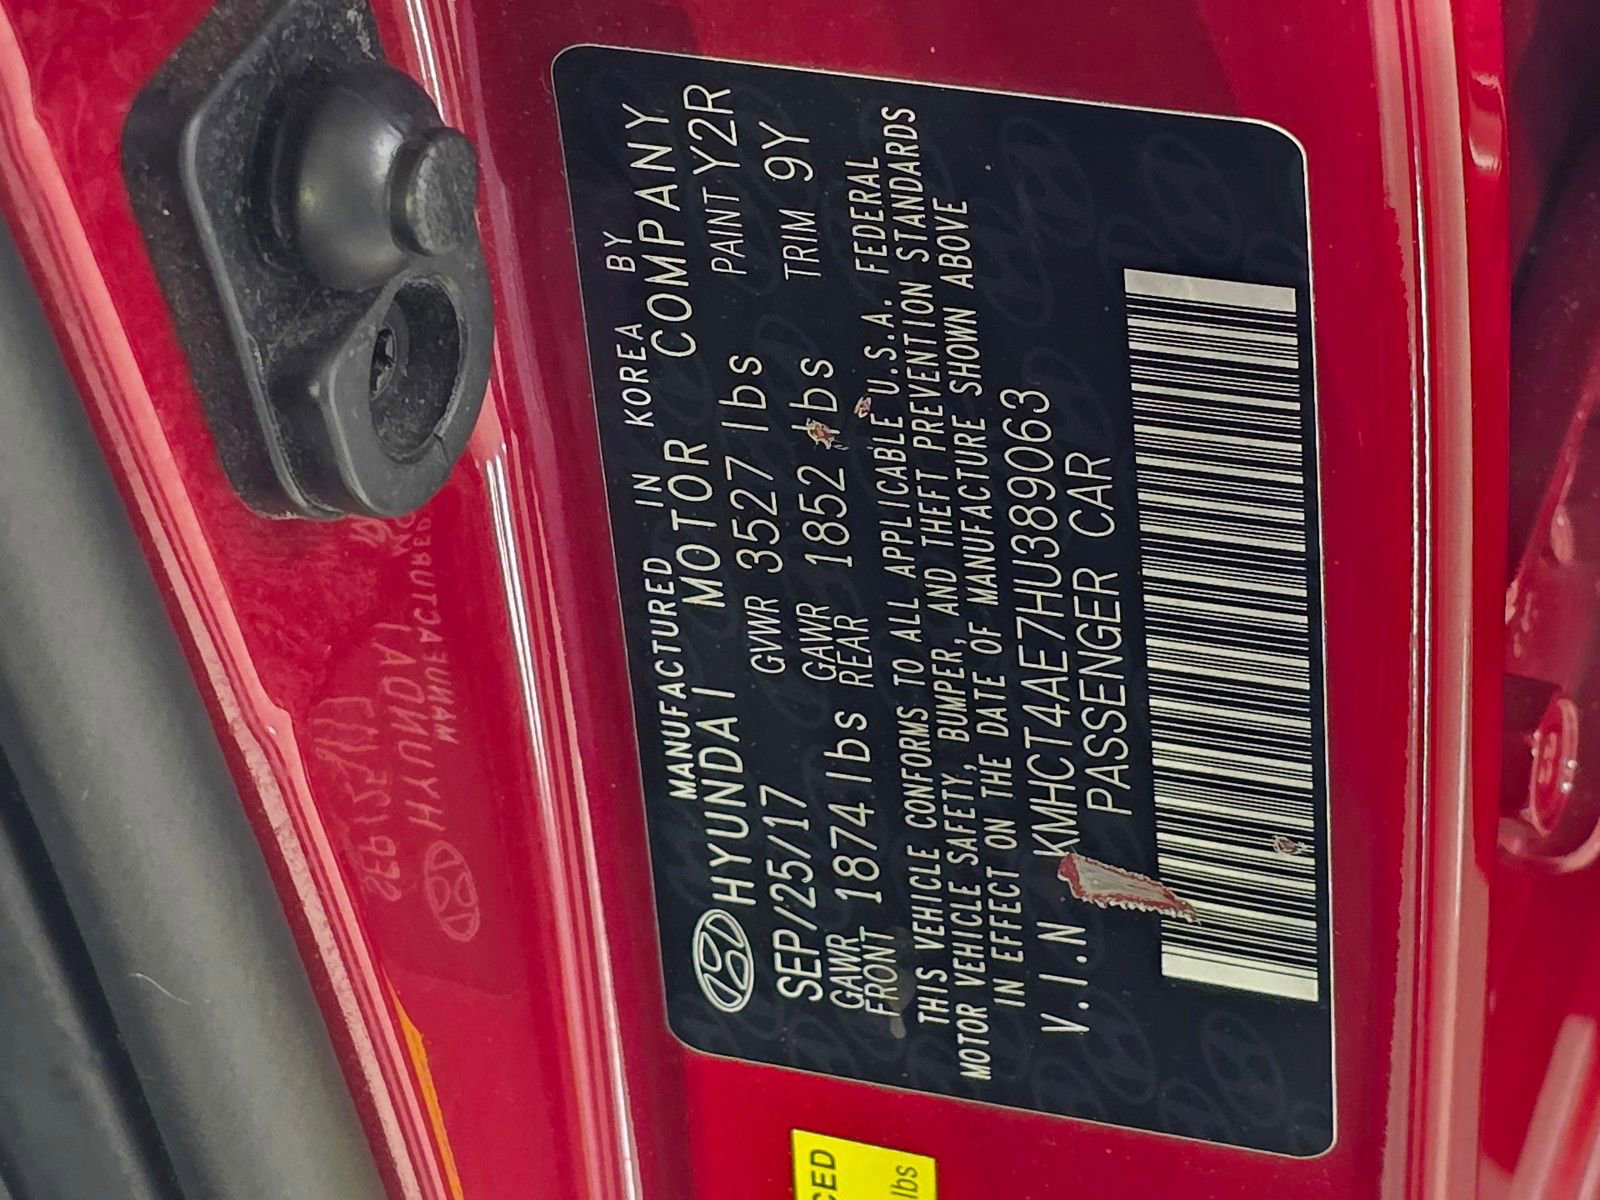 MANUFACTURED IN KOREA BY
HYUNDAI MOTOR COMPANY
SEP/25/17 GVWR 3527 lbs PAINT Y2R
GAWR FRONT 1874 lbs GAWR REAR 1852 lbs TRIM 9Y
THIS VEHICLE CONFORMS TO ALL APPLICABLE U.S.A. FEDERAL
MOTOR VEHICLE SAFETY, BUMPER, AND THEFT PREVENTION STANDARDS
IN EFFECT ON THE DATE OF MANUFACTURE SHOWN ABOVE
V.I.N KMHCT4AE7HU389063
PASSENGER CAR
CED
lbs